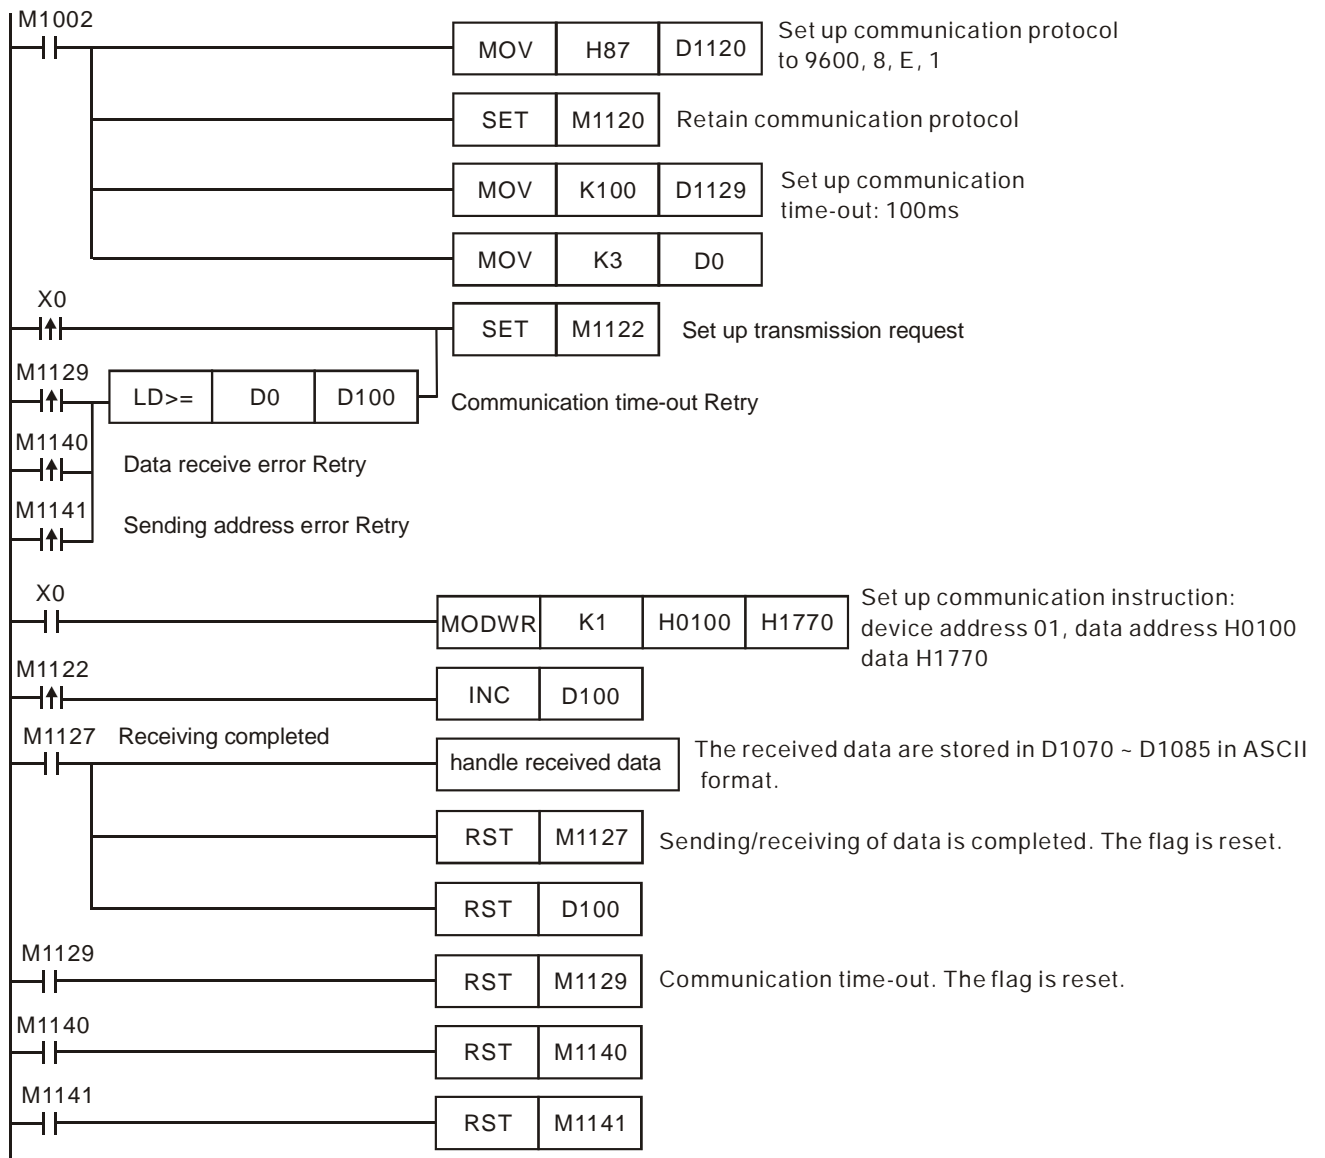 M1002
MOV H87 D1120 Set up communication protocol
to 9600, 8, E, 1
SET M1120 Retain communication protocol
MOV K100 D1129 Set up communication
time-out: 100ms
MOV K3 D0
X0
SET M1122 Set up transmission request
M1129
LD>= D0 D100 Communication time-out Retry
M1140
Data receive error Retry
M1141
Sending address error Retry
X0
MODWR K1 H0100 H1770 Set up communication instruction:
device address 01, data address H0100
data H1770
M1122
INC D100
M1127 Receiving completed
handle received data The received data are stored in D1070 ~ D1085 in ASCII
format.
RST M1127 Sending/receiving of data is completed. The flag is reset.
RST D100
M1129
RST M1129 Communication time-out. The flag is reset.
M1140
RST M1140
M1141
RST M1141